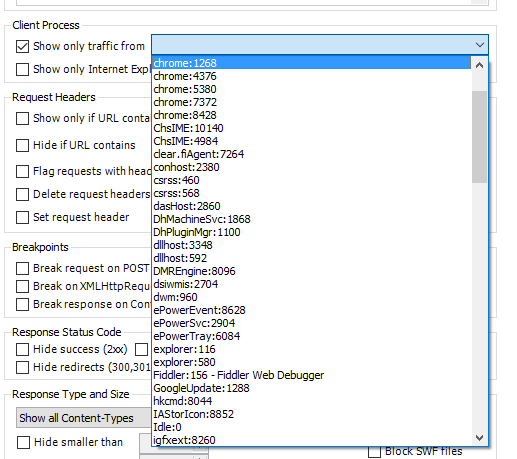 Client Process
Show only traffic from
Show only Internet Expl
Request Headers
Show only if URL conta
Hide if URL contains
Flag requests with head
Delete request headers
Set request header
Breakpoints
Break request on POST
Break on XMLHttpRequ
Break response on Cont
Response Status Code
Hide success (2xx)
Hide redirects (300,301
Response Type and Size
Show all Content-Types
Hide smaller than
Block SWF files
chrome:1268
chrome:4376
chrome:5380
chrome:7372
chrome:8428
ChsIME:10140
ChsIME:4984
clear.fiAgent:7264
conhost:2380
csrss:460
csrss:568
dasHost:2860
DhMachineSvc:1868
DhPluginMgr:1100
dllhost:3348
dllhost:592
DMREngine:8096
dsiwmis:2704
dwm:960
ePowerEvent:8628
ePowerSvc:2904
ePowerTray:6084
explorer:116
explorer:580
Fiddler:156 - Fiddler Web Debugger
GoogleUpdate:1288
hkcmd:8044
IAStorIcon:8852
Idle:0
igfxext:8260